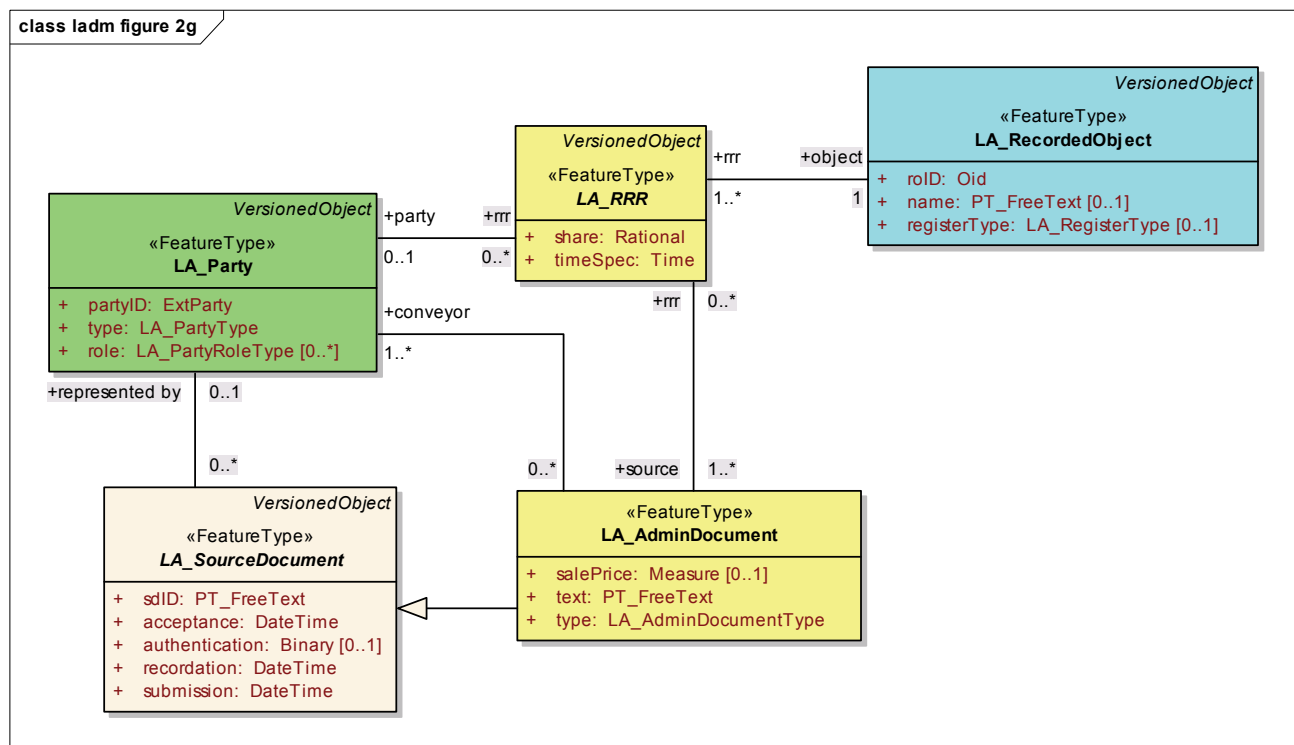 class ladm figure 2g
VersionedObject
«FeatureType»
LA_RecordedObject
+ roID: Oid
+ name: PT_FreeText [0..1]
+ registerType: LA_RegisterType [0..1]
VersionedObject
«FeatureType»
LA_RRR
+ share: Rational
+ timeSpec: Time
+rrr
+object
1..*
1
VersionedObject
«FeatureType»
LA_Party
+ partyID: ExtParty
+ type: LA_PartyType
+ role: LA_PartyRoleType [0..*]
+party
+rrr
0..1
0..*
+conveyor
1..*
+rrr
0..*
+represented by
0..1
0..*
0..*
+source
1..*
VersionedObject
«FeatureType»
LA_SourceDocument
+ sdID: PT_FreeText
+ acceptance: DateTime
+ authentication: Binary [0..1]
+ recordation: DateTime
+ submission: DateTime
«FeatureType»
LA_AdminDocument
+ salePrice: Measure [0..1]
+ text: PT_FreeText
+ type: LA_AdminDocumentType